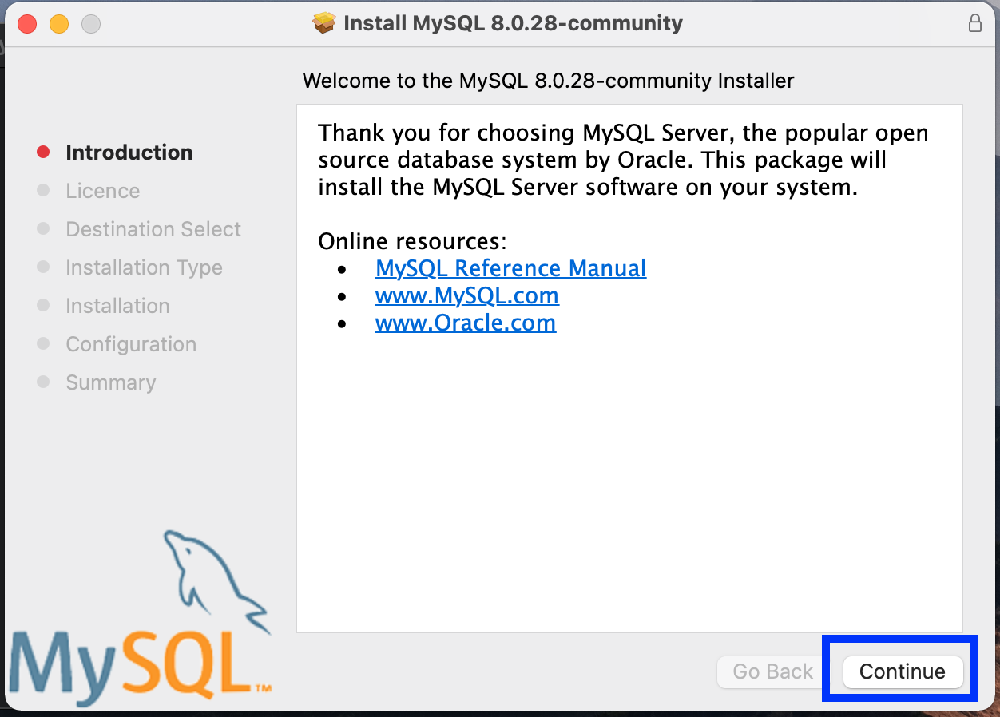 Install MySQL 8.0.28-community
Welcome to the MySQL 8.0.28-community Installer
Introduction
Licence
Destination Select
Installation Type
Installation
Configuration
Summary
Thank you for choosing MySQL Server, the popular open
source database system by Oracle. This package will
install the MySQL Server software on your system.
Online resources:
• MySQL Reference Manual
• www.MySQL.com
• www.Oracle.com
MySQL™
Go Back
Continue